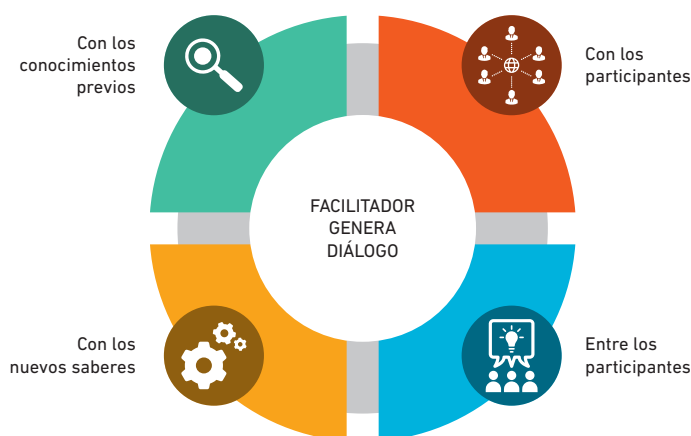 Con los
conocimientos
previos
Con los
participantes
FACILITADOR
GENERA
DIÁLOGO
Con los
nuevos saberes
Entre los
participantes